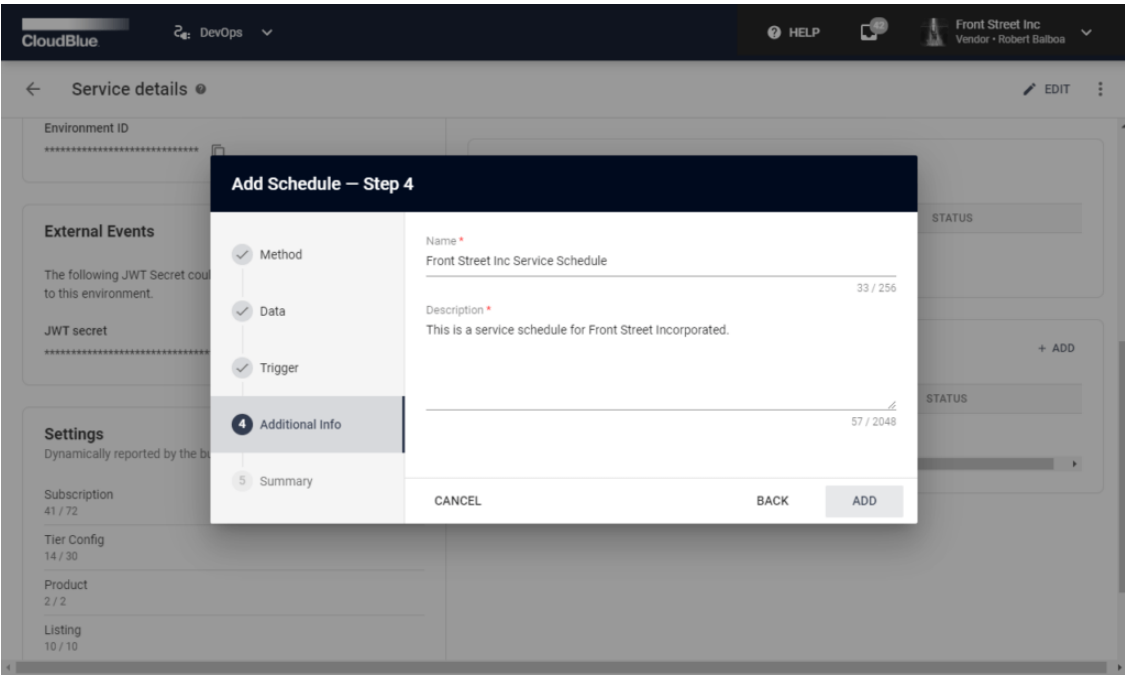 CloudBlue
DevOps
HELP
42
Front Street Inc
Vendor • Robert Balboa
Service details
EDIT
Environment ID
*****************************
External Events
The following JWT Secret coul
to this environment.
JWT secret
*******************************
Settings
Dynamically reported by the bu
Subscription
41 / 72
Tier Config
14 / 30
Product
2 / 2
Listing
10 / 10
STATUS
+ ADD
STATUS
Add Schedule — Step 4
Method
Data
Trigger
4 Additional Info
5 Summary
Name *
Front Street Inc Service Schedule
33 / 256
Description *
This is a service schedule for Front Street Incorporated.
57 / 2048
CANCEL
BACK
ADD